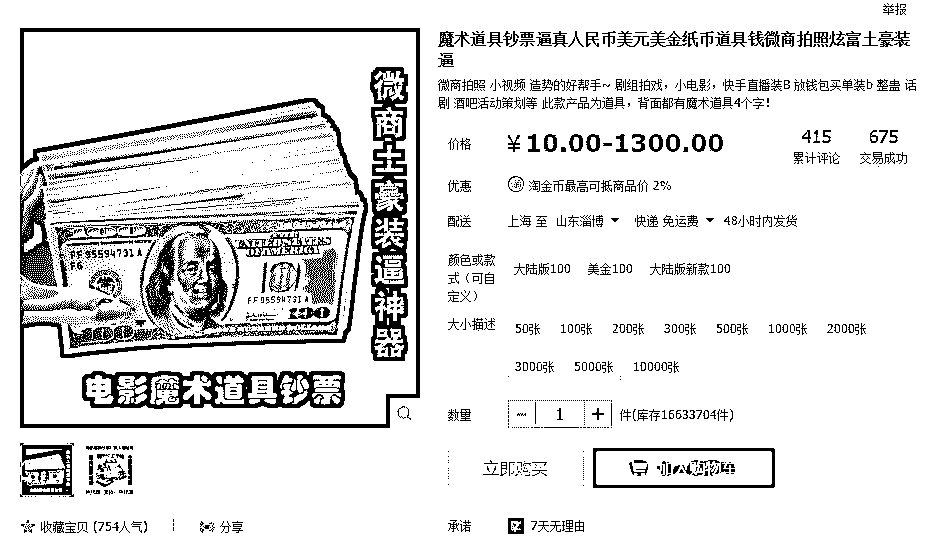 举报
魔术道具钞票逼真人民币美元美金纸币道具钱微商拍照炫富土豪装
逼
微商拍照 小视频 造势的好帮手~ 剧组拍戏，小电影，快手直播装B 放钱包买单装b 整蛊 话
剧 酒吧活动策划等 此款产品为道具，背面都有魔术道具4个字！
微商土豪装逼神器
FF 95594731 A
F6
UNITED STATES
OF AMERICA
FF 95594731 A
100
100
电影魔术道具钞票
价格
¥ 10.00-1300.00
415
累计评论
675
交易成功
优惠
淘金币最高可抵商品价 2%
配送
上海 至 山东淄博 快递 免运费 48小时内发货
颜色或款
式（可自
定义）
大陆版100 美金100 大陆版新款100
大小描述
50张 100张 200张 300张 500张 1000张 2000张
3000张 5000张 10000张
数量
1 + 件(库存16633704件)
立即购买
加入购物车
收藏宝贝 (754人气)
分享
承诺
7天无理由